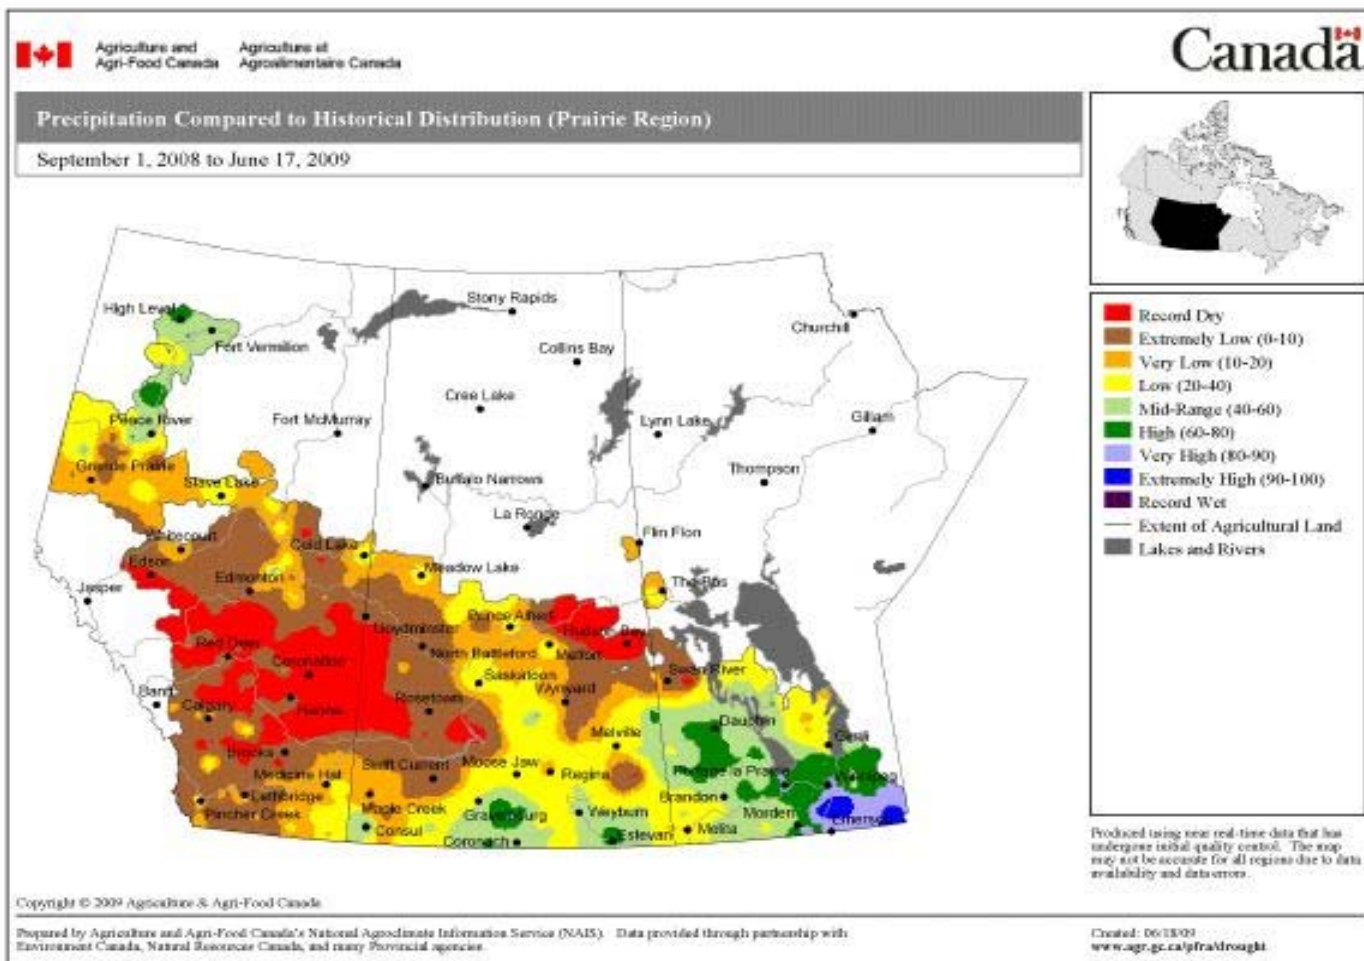 Agriculture and
Agri-Food Canada
Agriculture et
Agroalimentaire Canada
Canada
Precipitation Compared to Historical Distribution (Prairie Region)
September 1, 2008 to June 17, 2009
High Level
Fort Vermilion
Stony Rapids
Churchill
Collins Bay
Cree Lake
Peace River
Fort McMurray
Lynn Lake
Gillam
Grande Prairie
Slave Lake
Buffalo Narrows
Thompson
La Ronge
Whitecourt
Cold Lake
Flin Flon
Edson
Edmonton
Meadow Lake
The Pas
Jasper
Lloydminster
Prince Albert
Hudson Bay
Red Deer
North Battleford
Melfort
Coronation
Saskatoon
Swan River
Banff
Hanna
Rosetown
Wynyard
Calgary
Dauphin
Brooks
Melville
Gimli
Medicine Hat
Swift Current
Moose Jaw
Regina
Portage la Prairie
Winnipeg
Lethbridge
Maple Creek
Brandon
Pincher Creek
Gravelbourg
Weyburn
Morden
Emerson
Consul
Coronach
Estevan
Melita
Record Dry
Extremely Low (0-10)
Very Low (10-20)
Low (20-40)
Mid-Range (40-60)
High (60-80)
Very High (80-90)
Extremely High (90-100)
Record Wet
Extent of Agricultural Land
Lakes and Rivers
Produced using near real-time data that has
undergone initial quality control. The map
may not be accurate for all regions due to data
availability and data errors.
Copyright © 2009 Agriculture & Agri-Food Canada
Prepared by Agriculture and Agri-Food Canada's National Agroclimate Information Service (NAIS). Data provided through partnership with
Environment Canada, Natural Resources Canada, and many Provincial agencies.
Created: 06/18/09
www.agr.gc.ca/pfra/drought